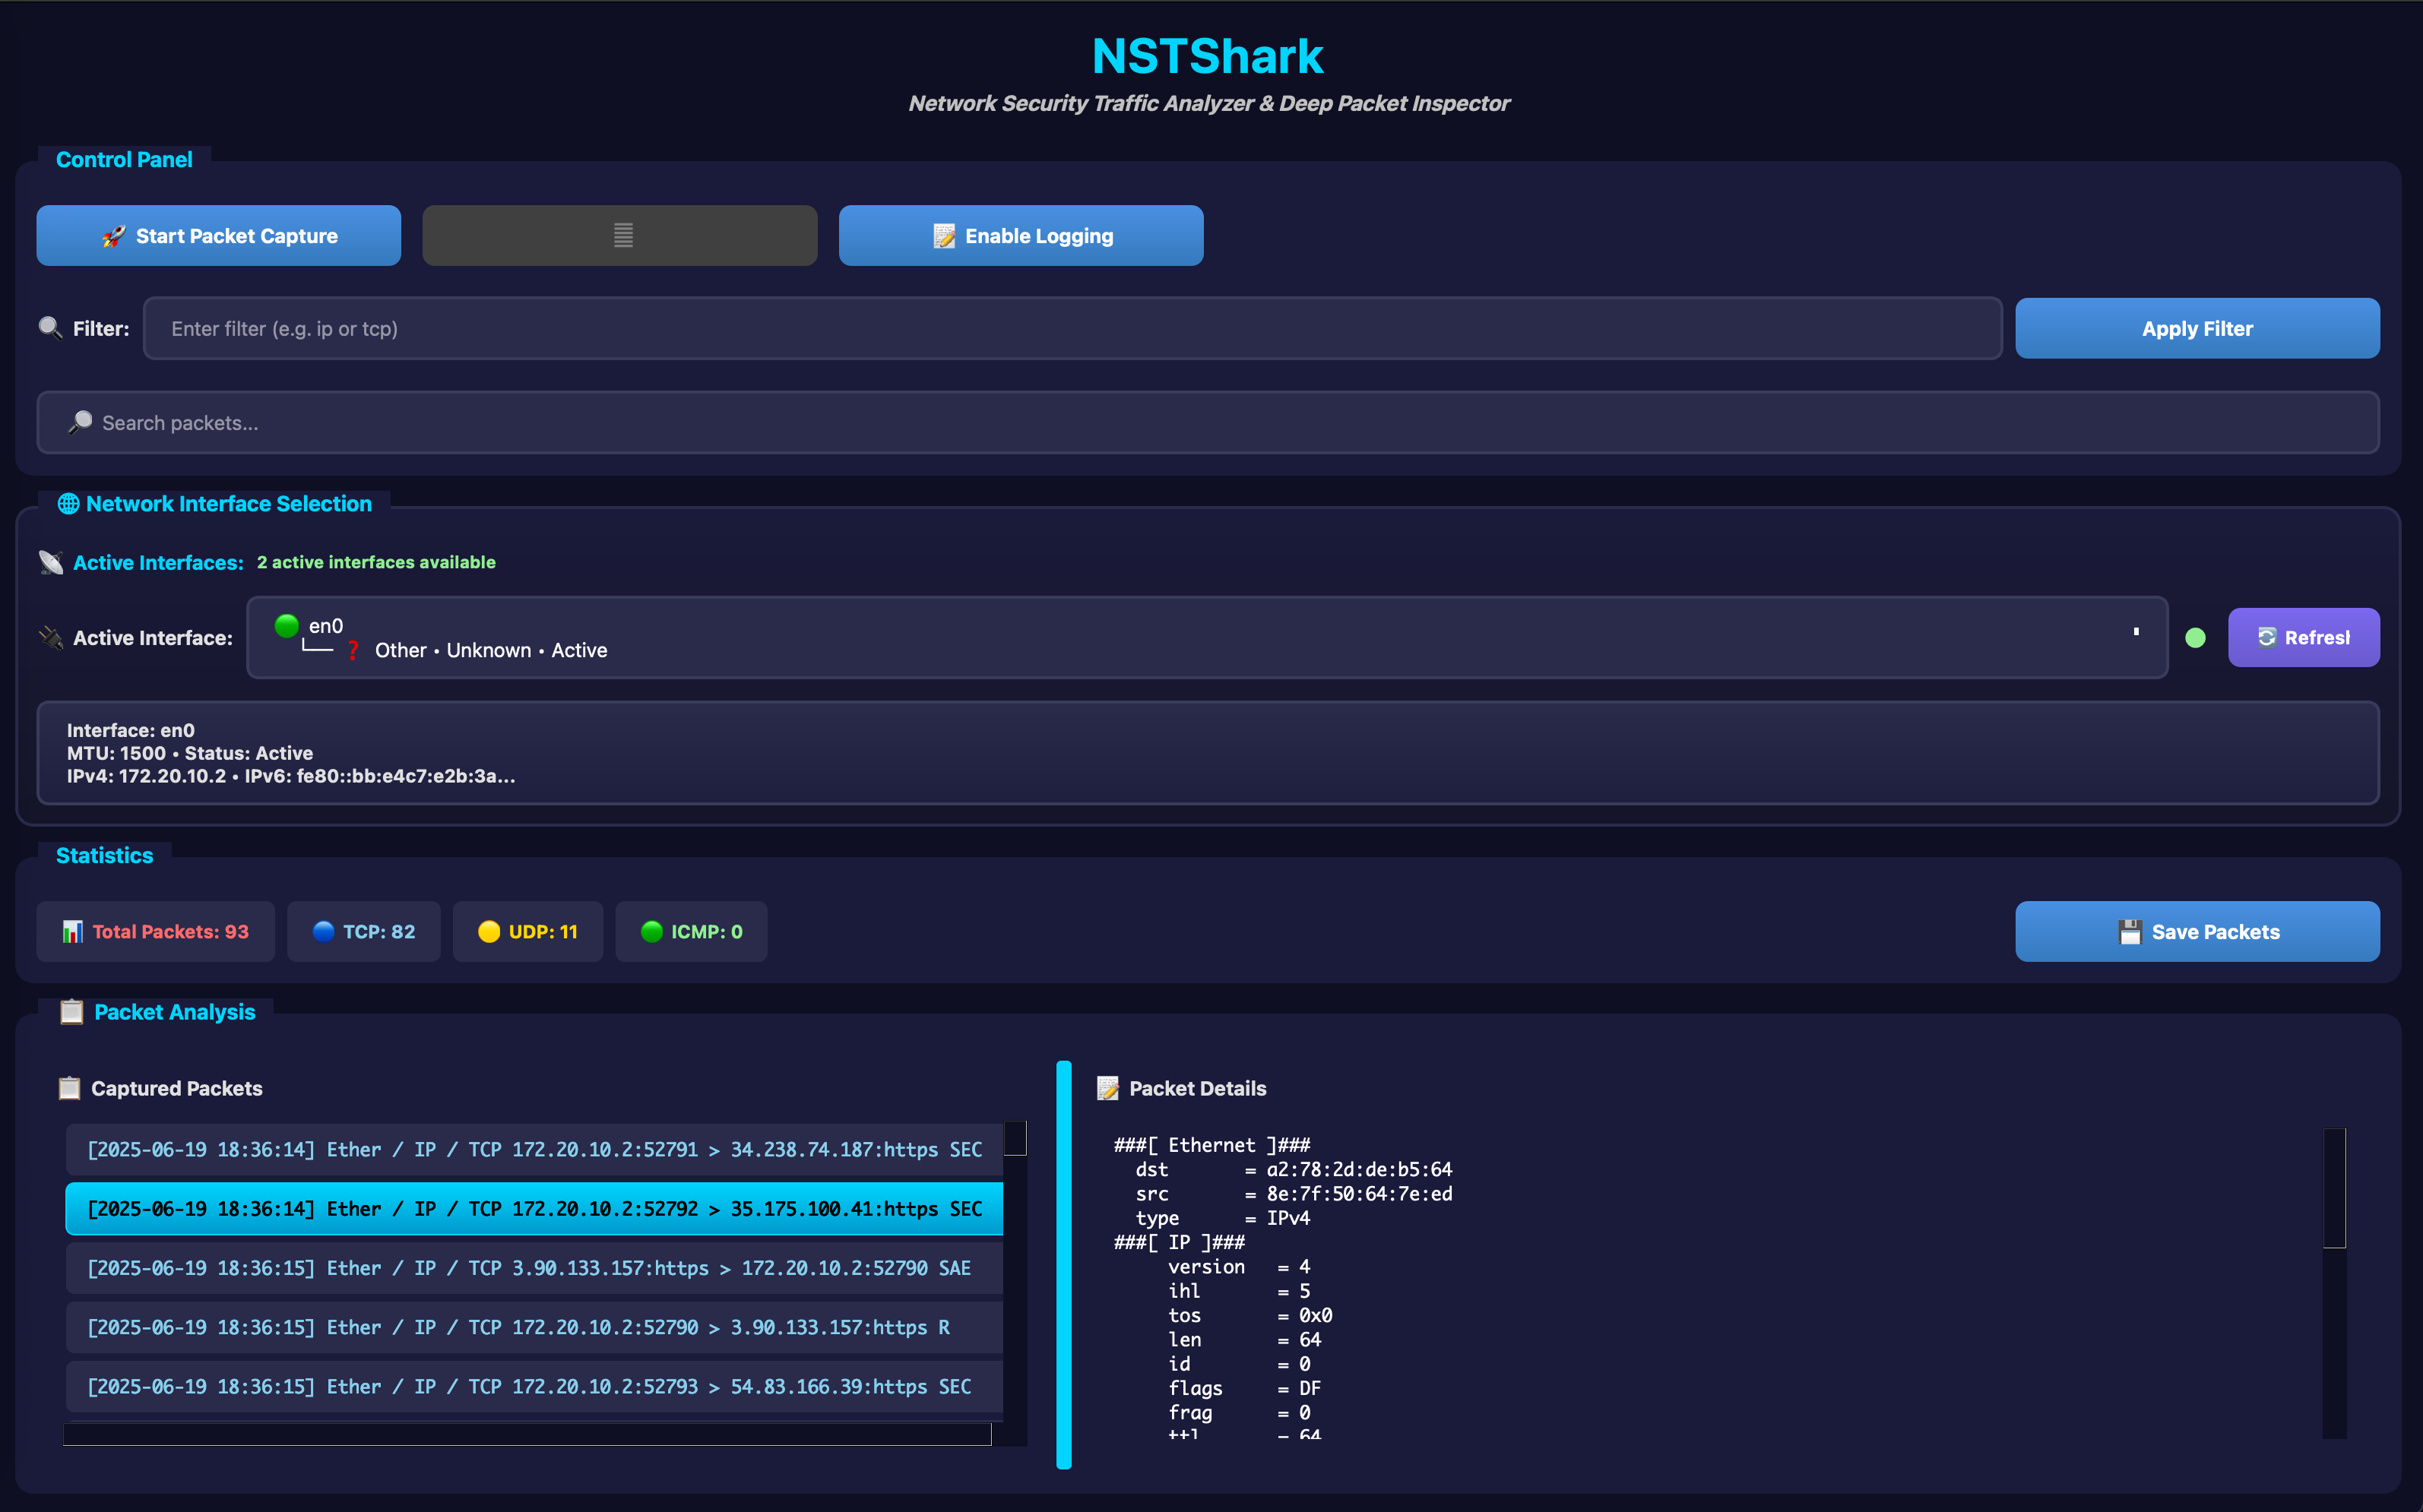 NSTShark
Network Security Traffic Analyzer & Deep Packet Inspector
Control Panel
🚀 Start Packet Capture
📝 Enable Logging
🔍 Filter: Enter filter (e.g. ip or tcp)
Apply Filter
🔎 Search packets...
🌐 Network Interface Selection
📡 Active Interfaces: 2 active interfaces available
🔌 Active Interface:
🟢 en0
└── ❓ Other • Unknown • Active
🔄 Refresh
Interface: en0
MTU: 1500 • Status: Active
IPv4: 172.20.10.2 • IPv6: fe80::bb:e4c7:e2b:3a...
Statistics
📊 Total Packets: 93
🔵 TCP: 82
🟡 UDP: 11
🟢 ICMP: 0
💾 Save Packets
📋 Packet Analysis
📋 Captured Packets
[2025-06-19 18:36:14] Ether / IP / TCP 172.20.10.2:52791 > 34.238.74.187:https SEC
[2025-06-19 18:36:14] Ether / IP / TCP 172.20.10.2:52792 > 35.175.100.41:https SEC
[2025-06-19 18:36:15] Ether / IP / TCP 3.90.133.157:https > 172.20.10.2:52790 SAE
[2025-06-19 18:36:15] Ether / IP / TCP 172.20.10.2:52790 > 3.90.133.157:https R
[2025-06-19 18:36:15] Ether / IP / TCP 172.20.10.2:52793 > 54.83.166.39:https SEC
📝 Packet Details
###[ Ethernet ]###
dst = a2:78:2d:de:b5:64
src = 8e:7f:50:64:7e:ed
type = IPv4
###[ IP ]###
version = 4
ihl = 5
tos = 0x0
len = 64
id = 0
flags = DF
frag = 0
ttl = 64